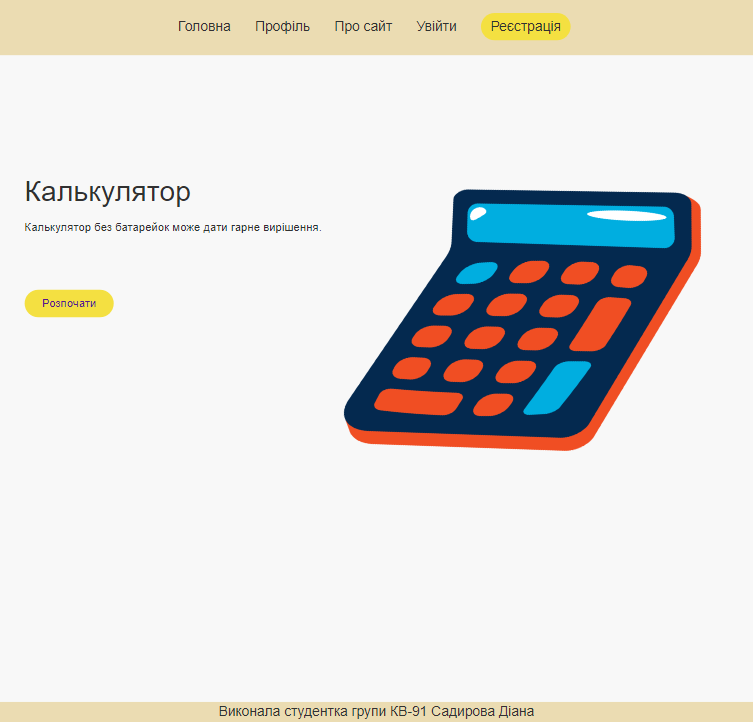 Головна Профіль Про сайт Увійти Реєстрація
Калькулятор
Калькулятор без батарейок може дати гарне вирішення.
Розпочати
Виконала студентка групи КВ-91 Садирова Діана